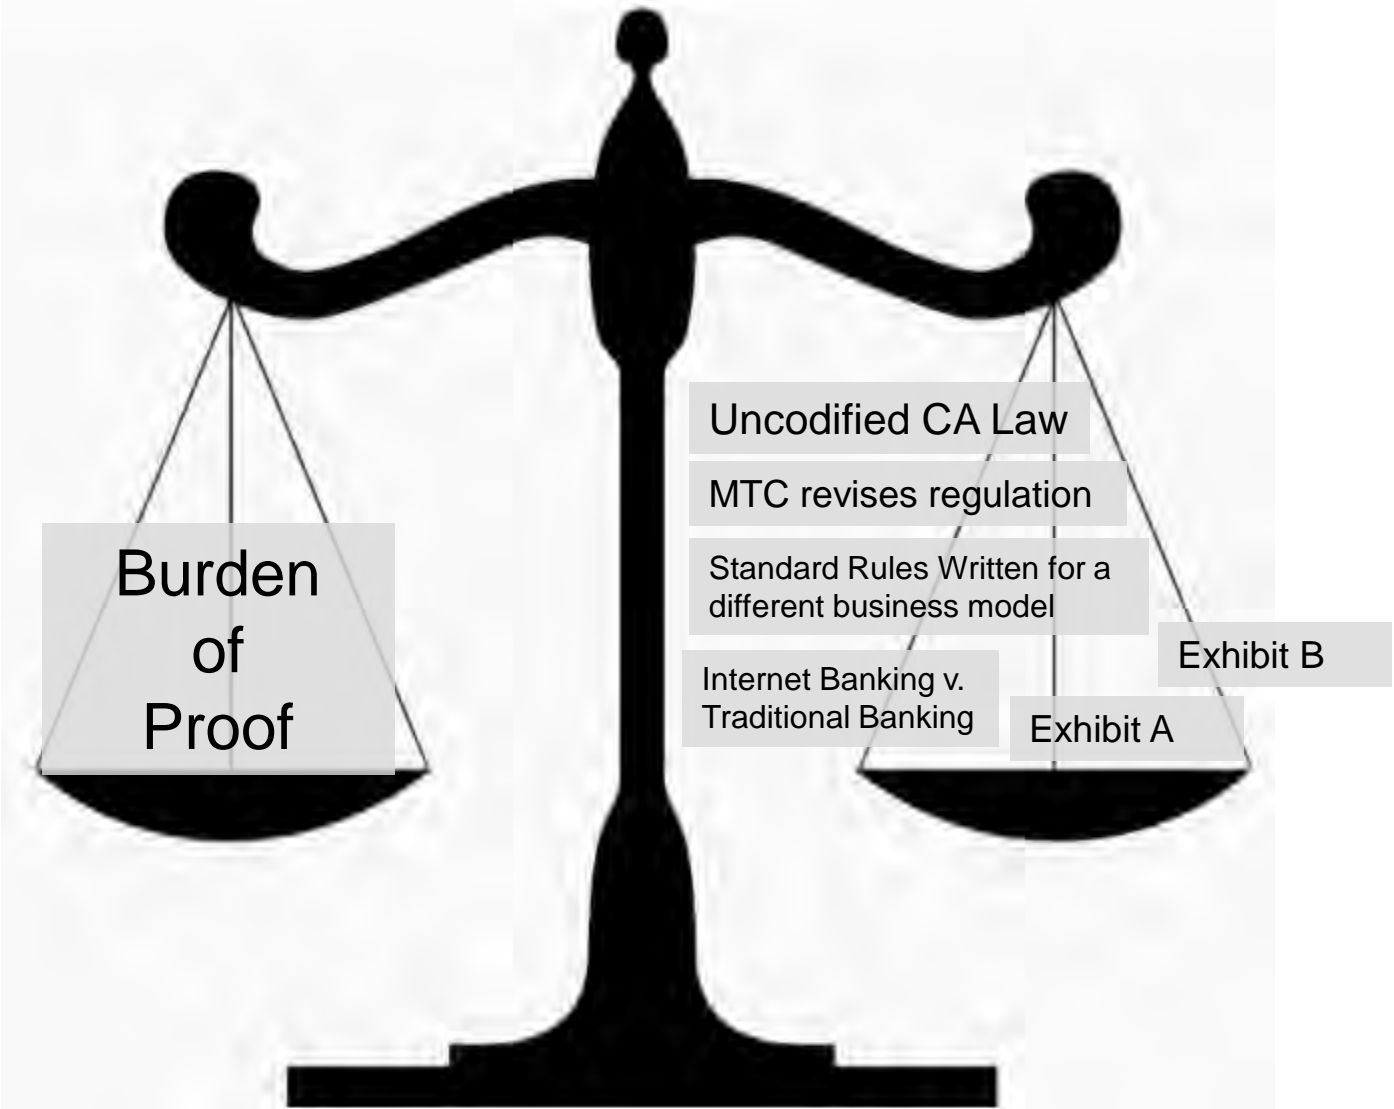 Burden
of
Proof
Uncodified CA Law
MTC revises regulation
Standard Rules Written for a
different business model
Internet Banking v.
Traditional Banking
Exhibit B
Exhibit A